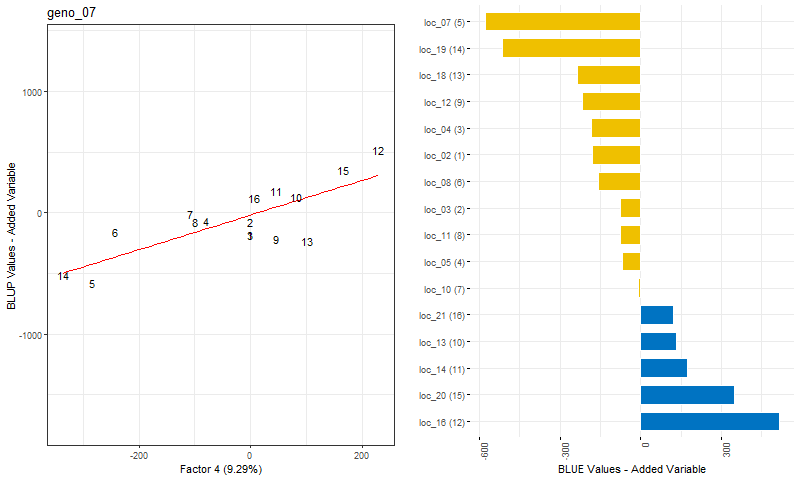 geno_07
BLUP Values - Added Variable
1000
0
-1000
12
15
11
16
10
7
8
4
2
6
9
13
14
5
-200
0
200
Factor 4 (9.29%)
loc_07 (5)
loc_19 (14)
loc_18 (13)
loc_12 (9)
loc_04 (3)
loc_02 (1)
loc_08 (6)
loc_03 (2)
loc_11 (8)
loc_05 (4)
loc_10 (7)
loc_21 (16)
loc_13 (10)
loc_14 (11)
loc_20 (15)
loc_16 (12)
-600
-300
0
300
BLUE Values - Added Variable